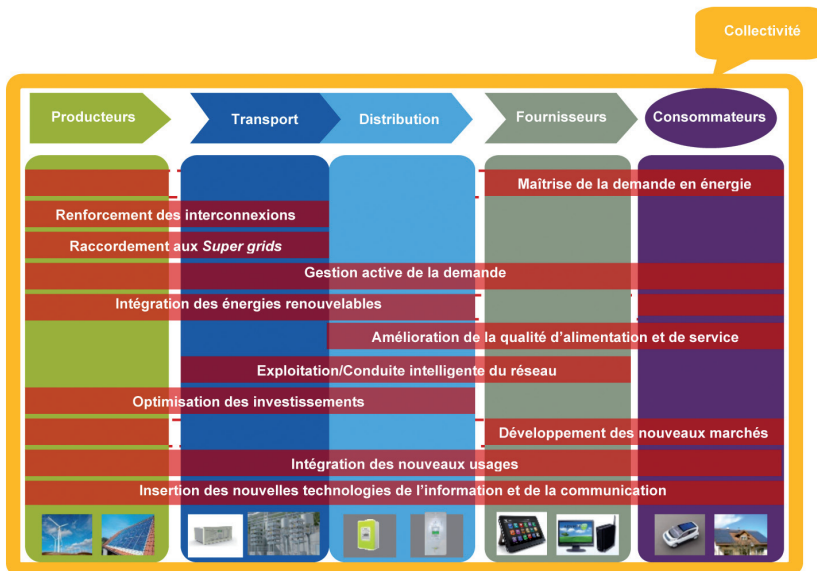 Collectivité
Producteurs
Transport
Distribution
Fournisseurs
Consommateurs
Maîtrise de la demande en énergie
Renforcement des interconnexions
Raccordement aux Super grids
Gestion active de la demande
Intégration des énergies renouvelables
Amélioration de la qualité d’alimentation et de service
Exploitation/Conduite intelligente du réseau
Optimisation des investissements
Développement des nouveaux marchés
Intégration des nouveaux usages
Insertion des nouvelles technologies de l’information et de la communication